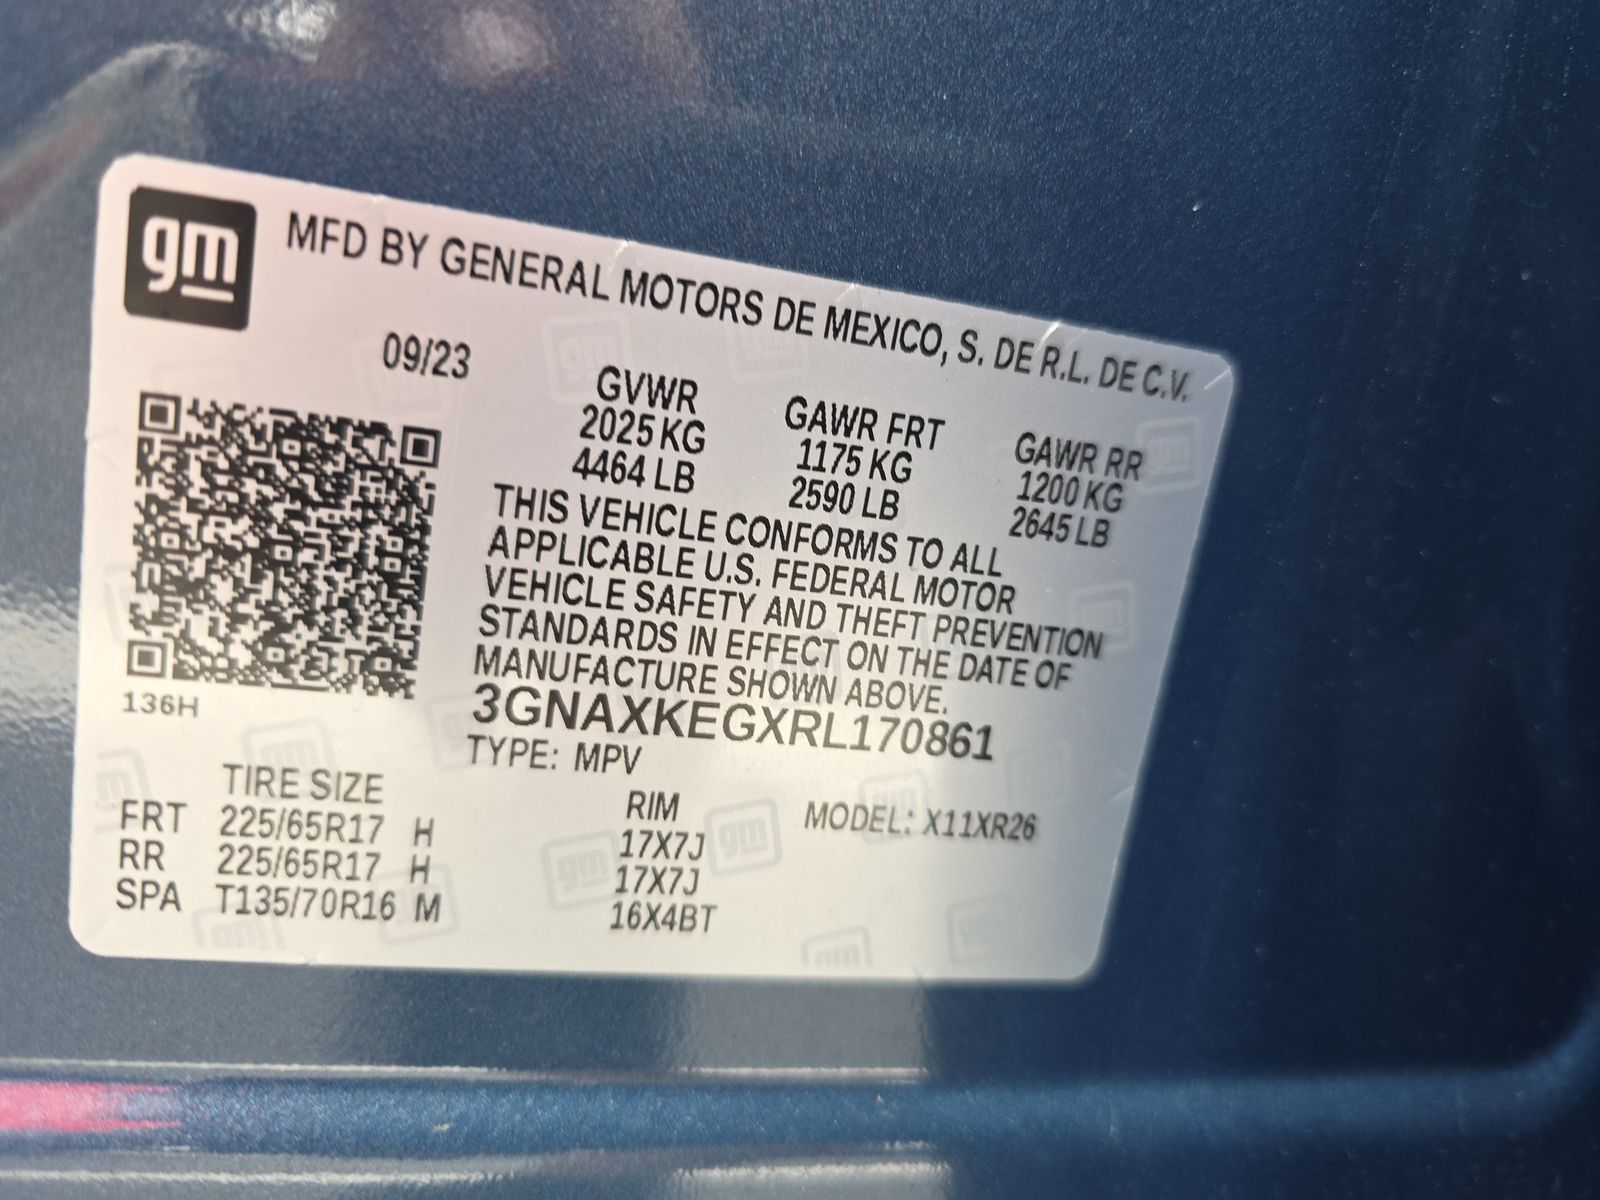 gm
MFD BY GENERAL MOTORS DE MEXICO, S. DE R.L. DE C.V.
09/23
GVWR GAWR FRT GAWR RR
2025 KG 1175 KG 1200 KG
4464 LB 2590 LB 2645 LB
THIS VEHICLE CONFORMS TO ALL
APPLICABLE U.S. FEDERAL MOTOR
VEHICLE SAFETY AND THEFT PREVENTION
STANDARDS IN EFFECT ON THE DATE OF
MANUFACTURE SHOWN ABOVE.
3GNAXKEGXRL170861
136H
TYPE: MPV
MODEL: X11XR26
TIRE SIZE RIM
FRT 225/65R17 H 17X7J
RR 225/65R17 H 17X7J
SPA T135/70R16 M 16X4BT